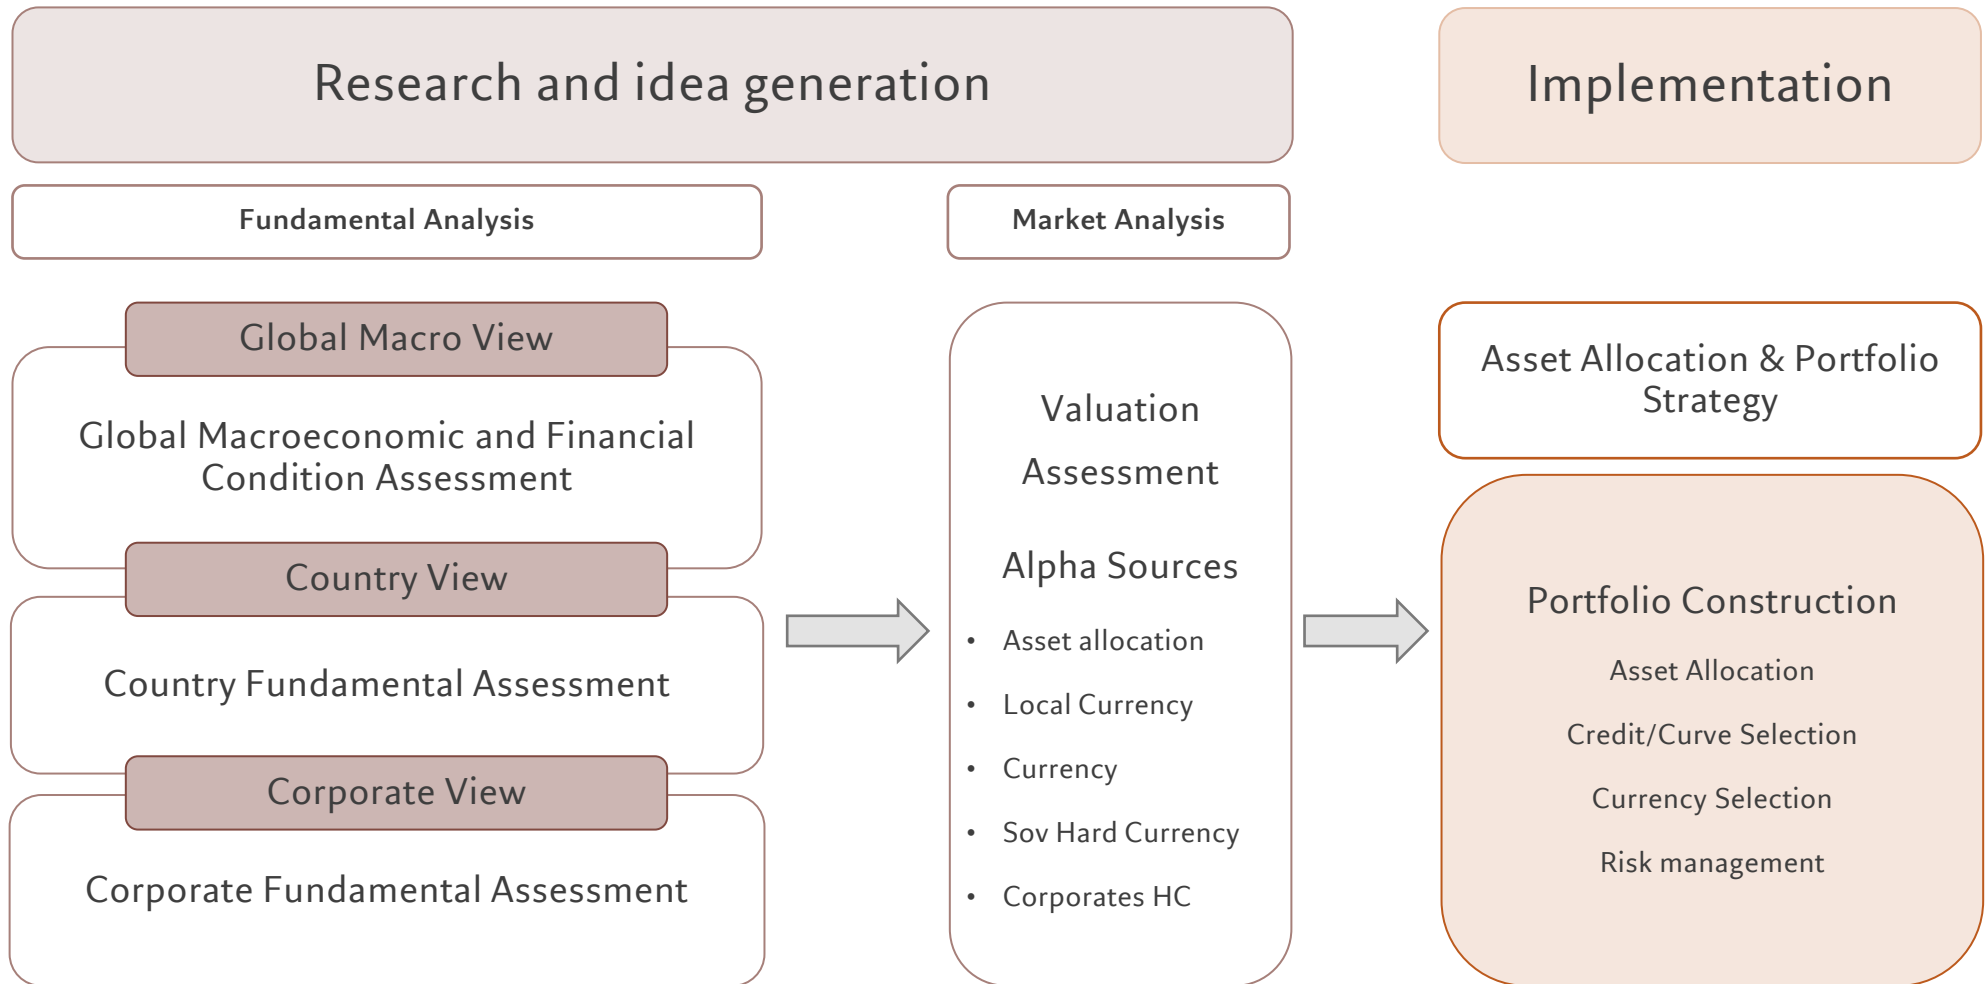 Research and idea generation
Implementation
Fundamental Analysis
Market Analysis
Global Macro View
Global Macroeconomic and Financial
Condition Assessment
Country View
Country Fundamental Assessment
Corporate View
Corporate Fundamental Assessment
Valuation
Assessment
Alpha Sources
• Asset allocation
• Local Currency
• Currency
• Sov Hard Currency
• Corporates HC
Asset Allocation & Portfolio
Strategy
Portfolio Construction
Asset Allocation
Credit/Curve Selection
Currency Selection
Risk management